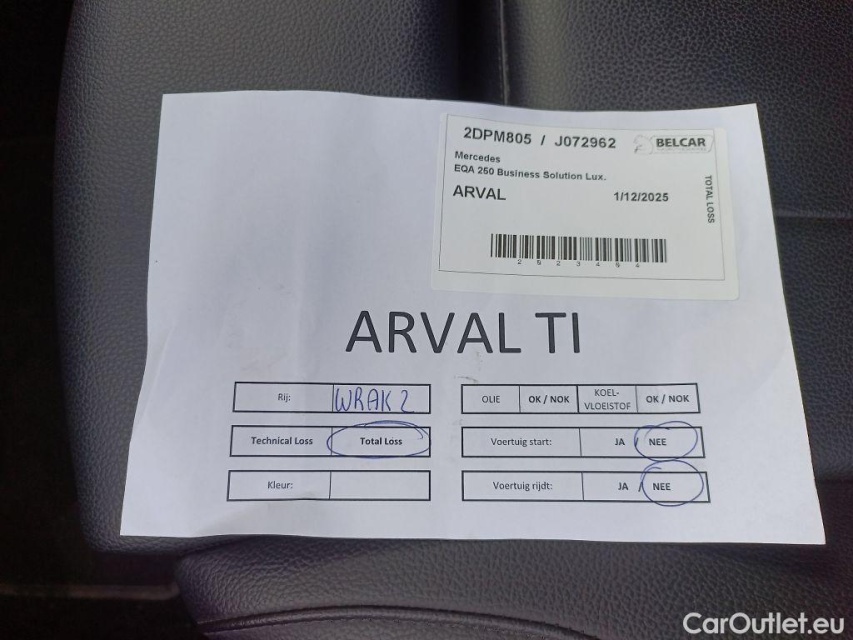 2DPM805 / J072962 BELCAR
Mercedes
EQA 250 Business Solution Lux.
ARVAL 1/12/2025
TOTAL LOSS
2523494
ARVAL TI
Rij: WRAK 2
OLIE OK / NOK KOEL-VLOEISTOF OK / NOK
Technical Loss Total Loss
Voertuig start: JA / NEE
Kleur:
Voertuig rijdt: JA / NEE
CarOutlet.eu